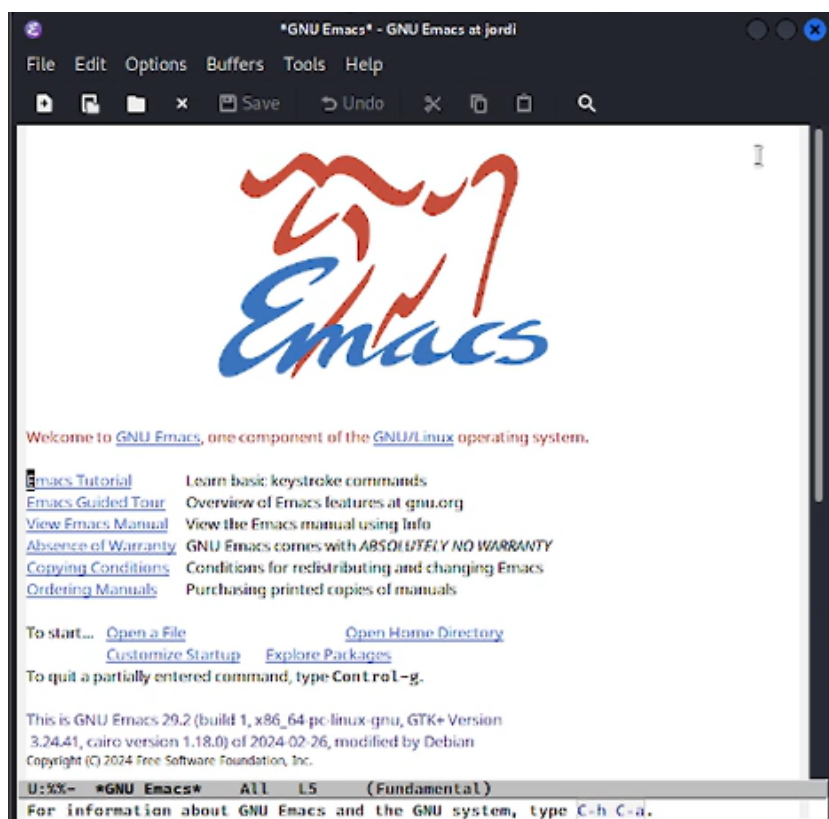 *GNU Emacs* - GNU Emacs at jordi
File Edit Options Buffers Tools Help
Save Undo
Emacs
Welcome to GNU Emacs, one component of the GNU/Linux operating system.
Emacs Tutorial Learn basic keystroke commands
Emacs Guided Tour Overview of Emacs features at gnu.org
View Emacs Manual View the Emacs manual using Info
Absence of Warranty GNU Emacs comes with ABSOLUTELY NO WARRANTY
Copying Conditions Conditions for redistributing and changing Emacs
Ordering Manuals Purchasing printed copies of manuals
To start... Open a File Open Home Directory
Customize Startup Explore Packages
To quit a partially entered command, type Control-g.
This is GNU Emacs 29.2 (build 1, x86_64-pc-linux-gnu, GTK+ Version
3.24.41, cairo version 1.18.0) of 2024-02-26, modified by Debian
Copyright (C) 2024 Free Software Foundation, Inc.
U:%%- *GNU Emacs* All L5 (Fundamental)
For information about GNU Emacs and the GNU system, type C-h C-a.